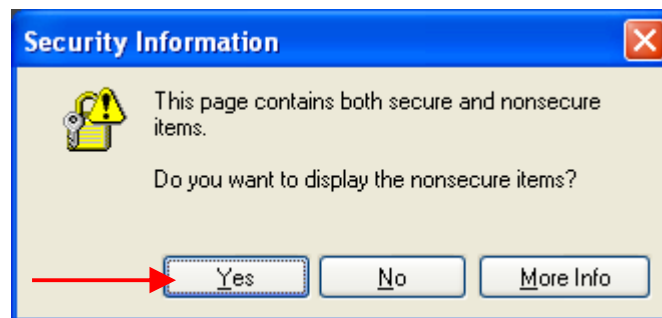 Security Information
This page contains both secure and nonsecure
items.
Do you want to display the nonsecure items?
Yes No More Info